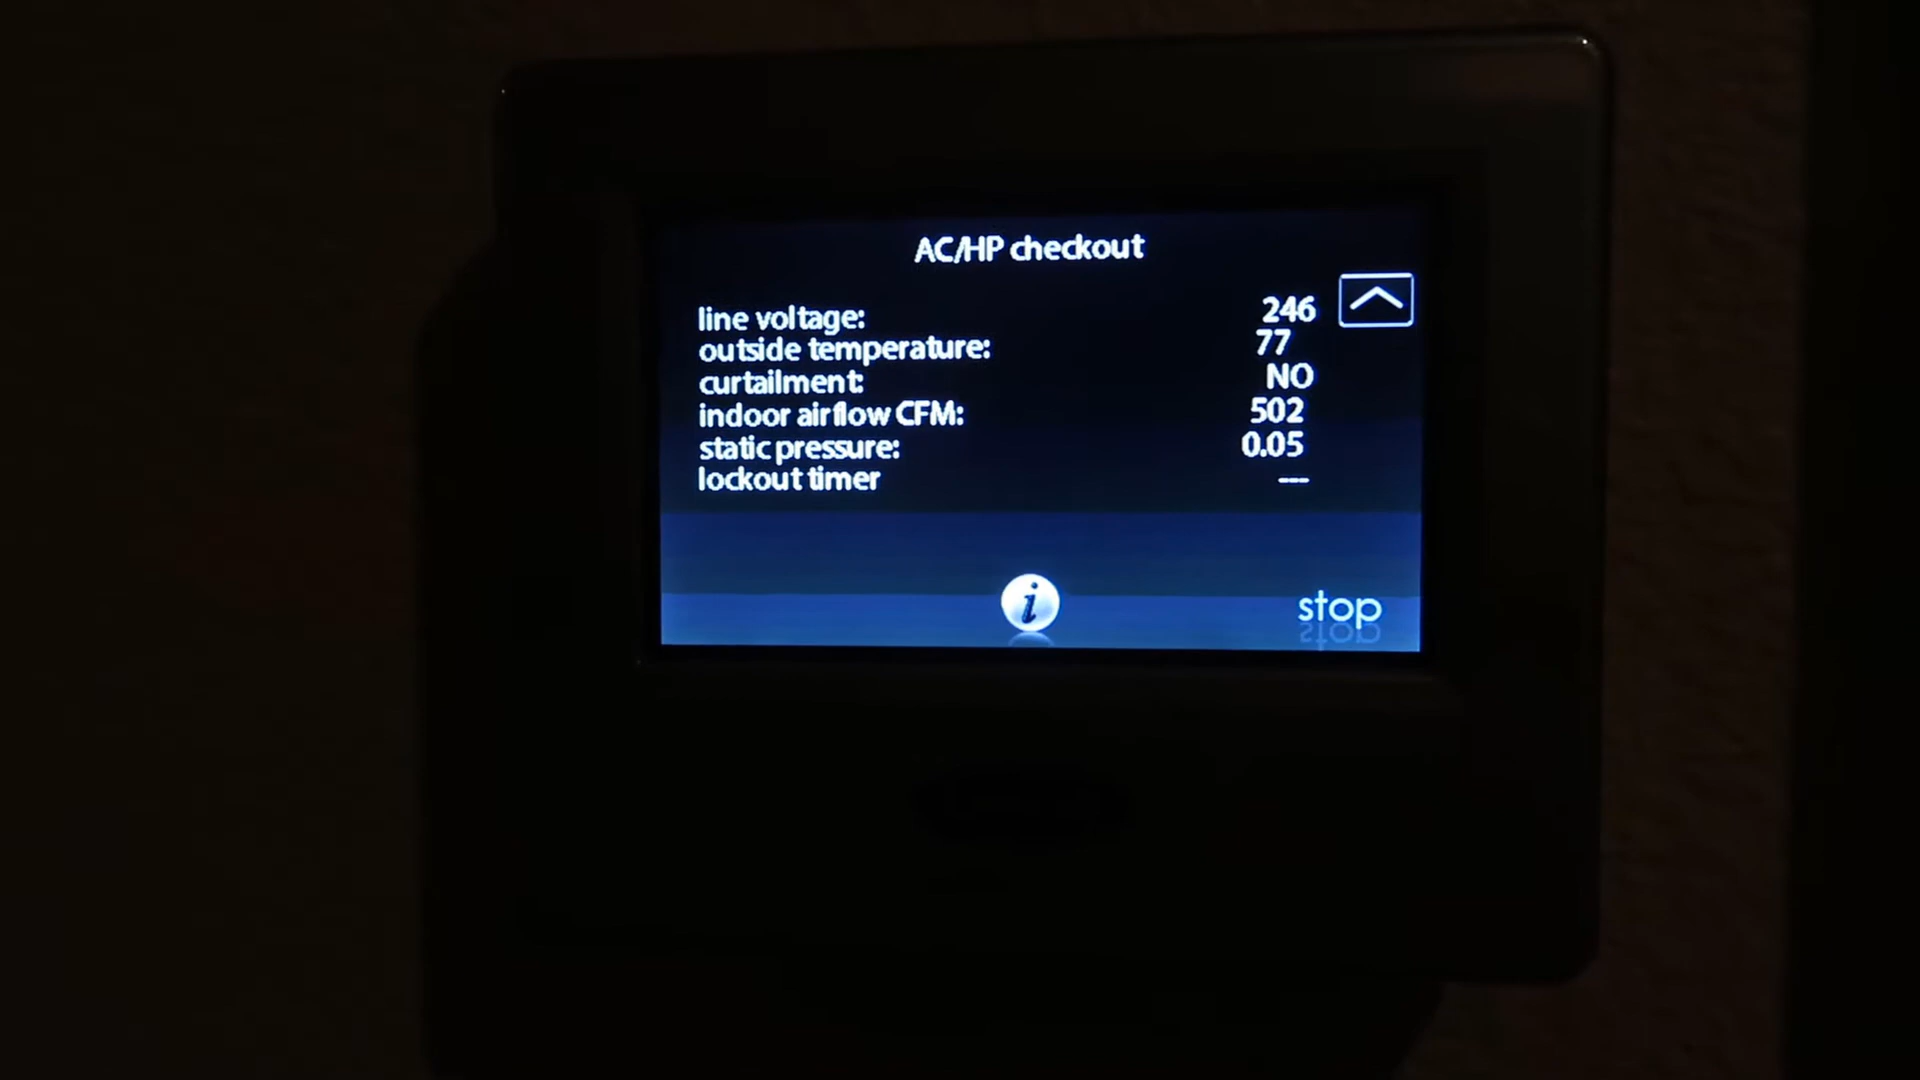 AC/HP checkout
line voltage: 246
outside temperature: 77
curtailment: NO
indoor airflow CFM: 502
static pressure: 0.05
lockout timer ---
i
stop